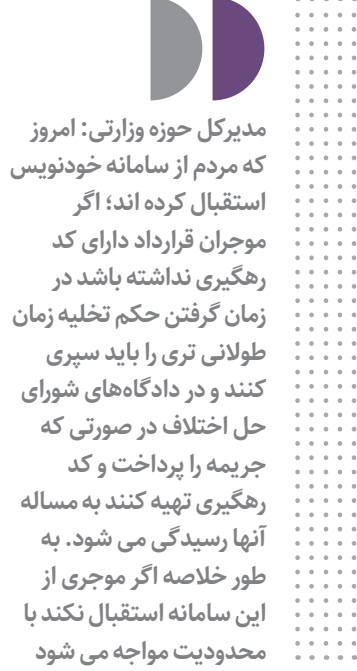 مدیرکل حوزه وزارتی: امروز
که مردم از سامانه خودنویس
استقبال کرده اند؛ اگر
موجران قرارداد دارای کد
رهگیری نداشته باشد در
زمان گرفتن حکم تخلیه زمان
طولانی تری را باید سپری
کنند و در دادگاه‌های شورای
حل اختلاف در صورتی که
جریمه را پرداخت و کد
رهگیری تهیه کنند به مساله
آنها رسیدگی می شود. به
طور خلاصه اگر موجری از
این سامانه استقبال نکند با
محدودیت مواجه می شود